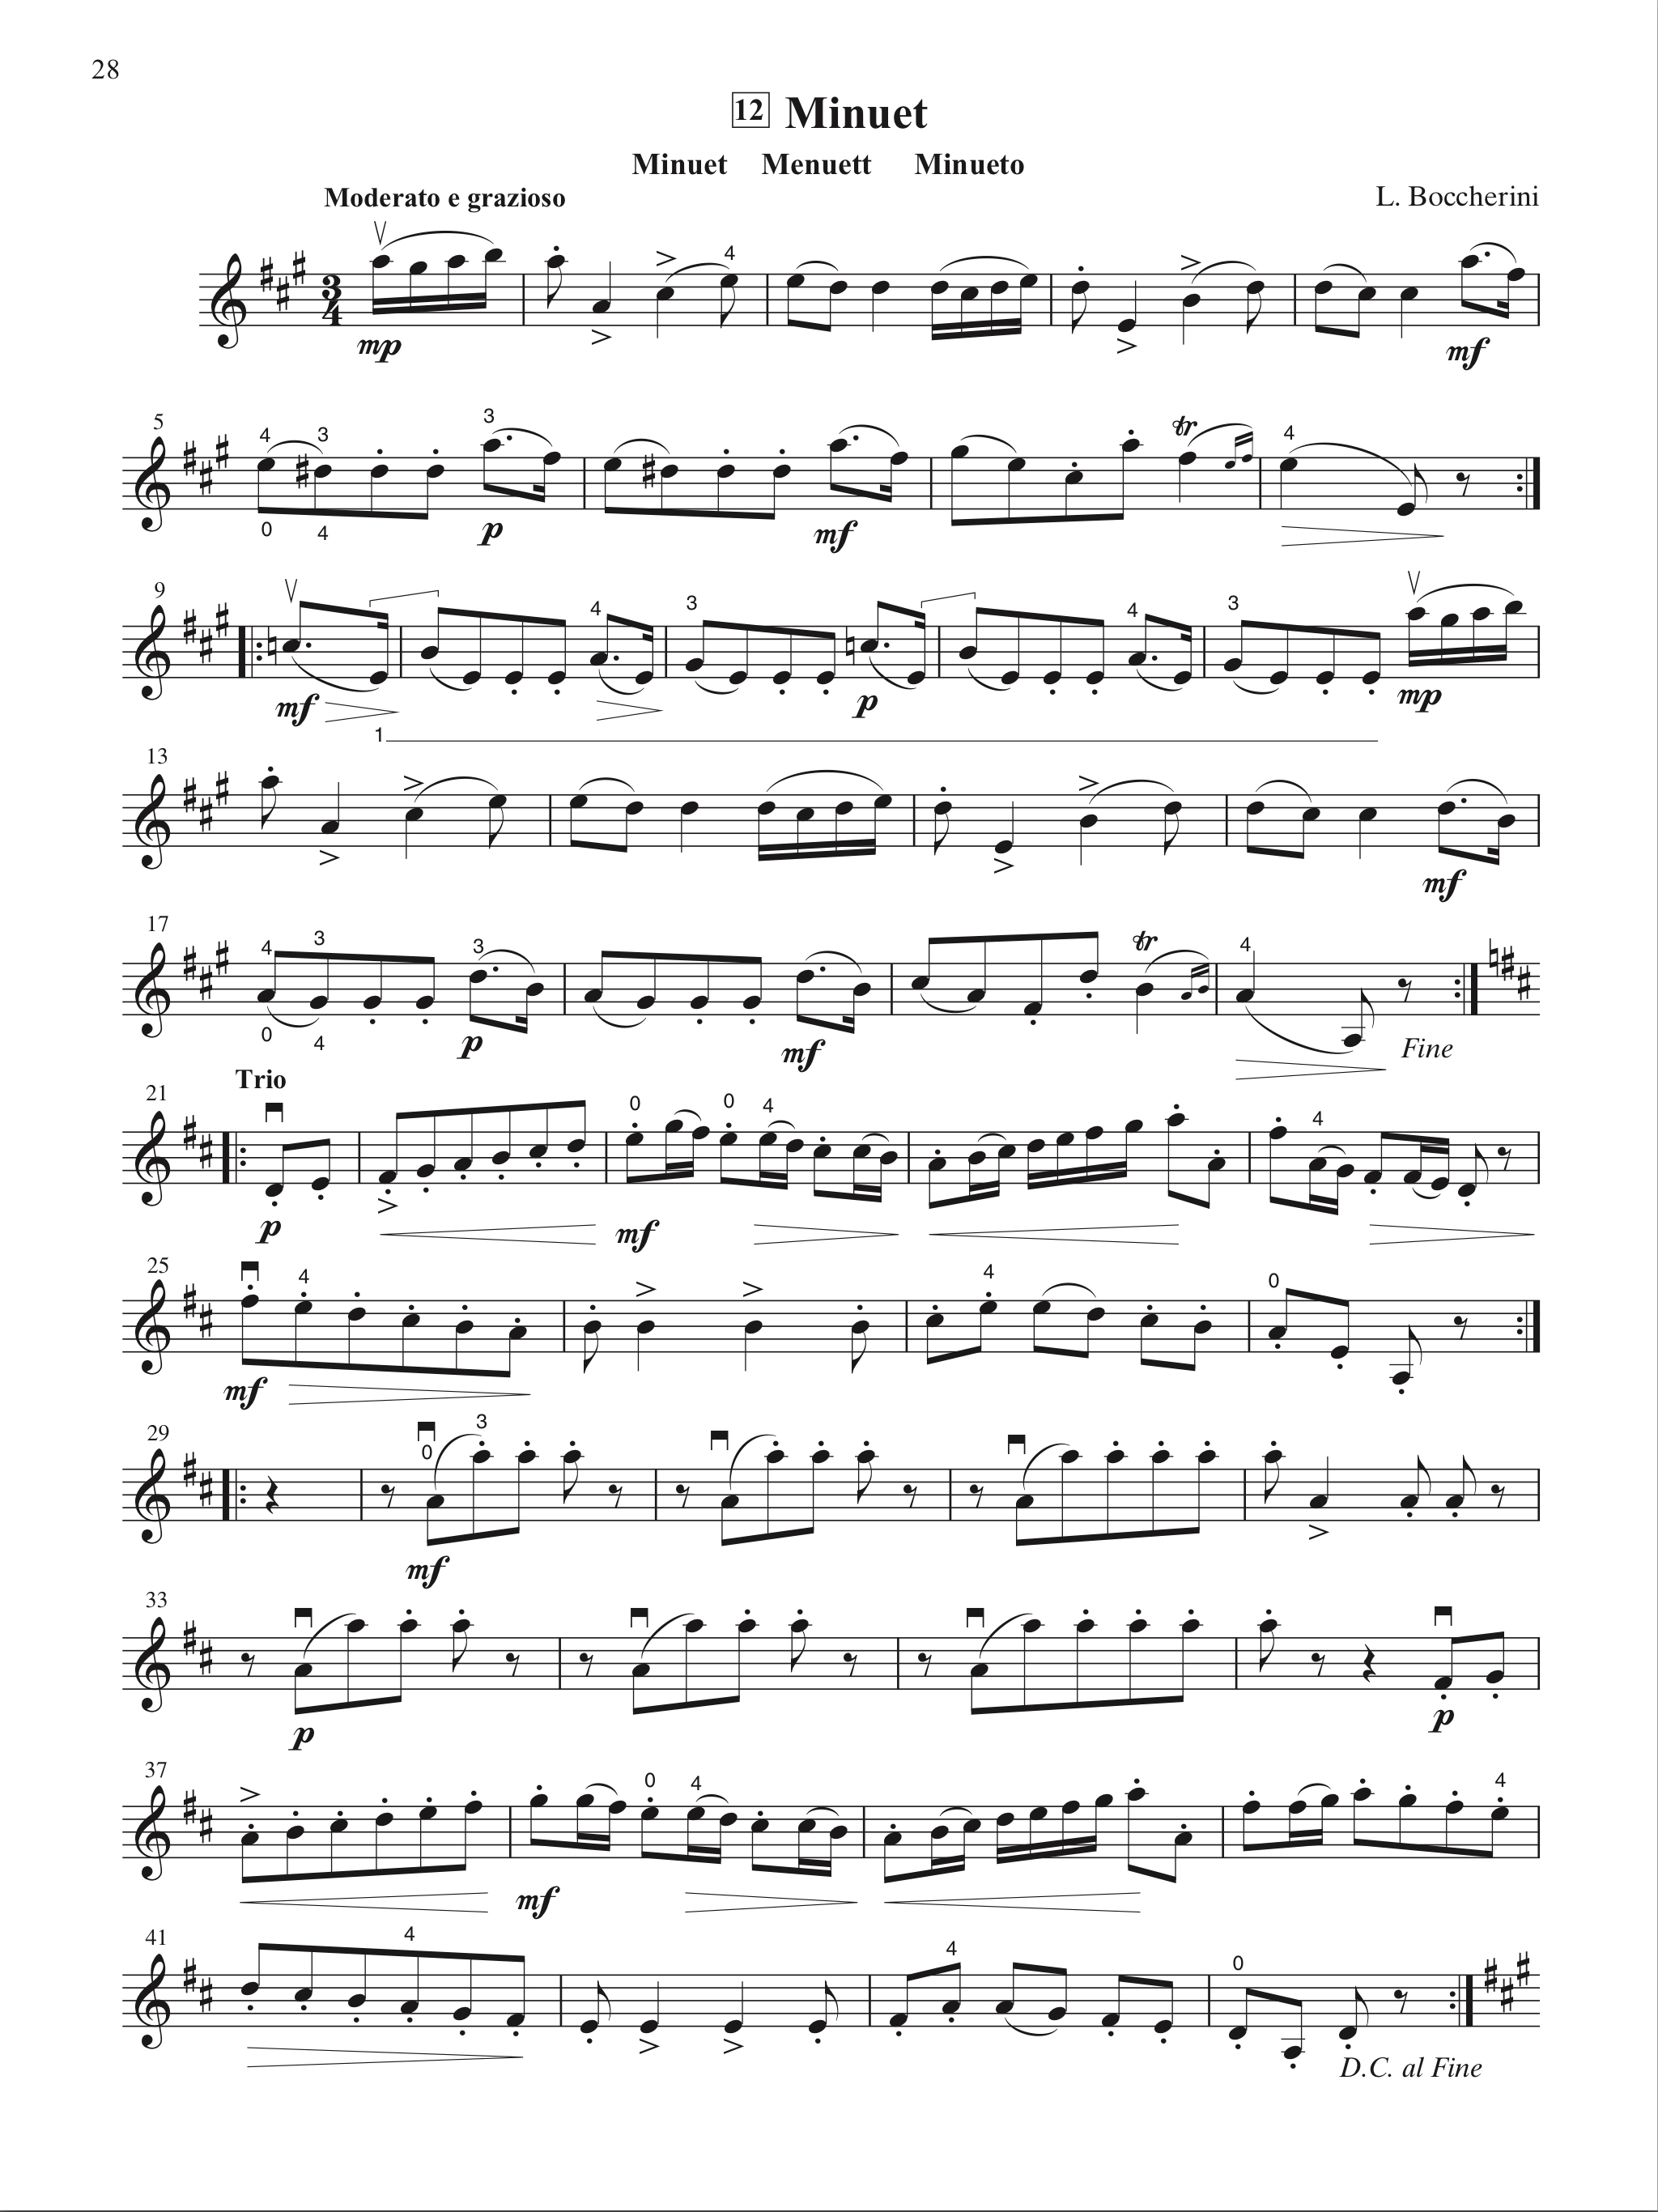 28
12 Minuet
Minuet Menuett Minueto
Moderato e grazioso
L. Boccherini
3
4
4
mp
mf
5
4 3 3
0 4
p
mf
4
tr
9
4 3 4 3
mf
p
mp
13
1
mf
17
4 3 3
0 4
p
mf
tr
4
Fine
Trio
21
0 0 4
4
p
mf
25
4 4 0
mf
29
0 3
mf
33
p
p
37
0 4 4
mf
41
4 4 0
D.C. al Fine